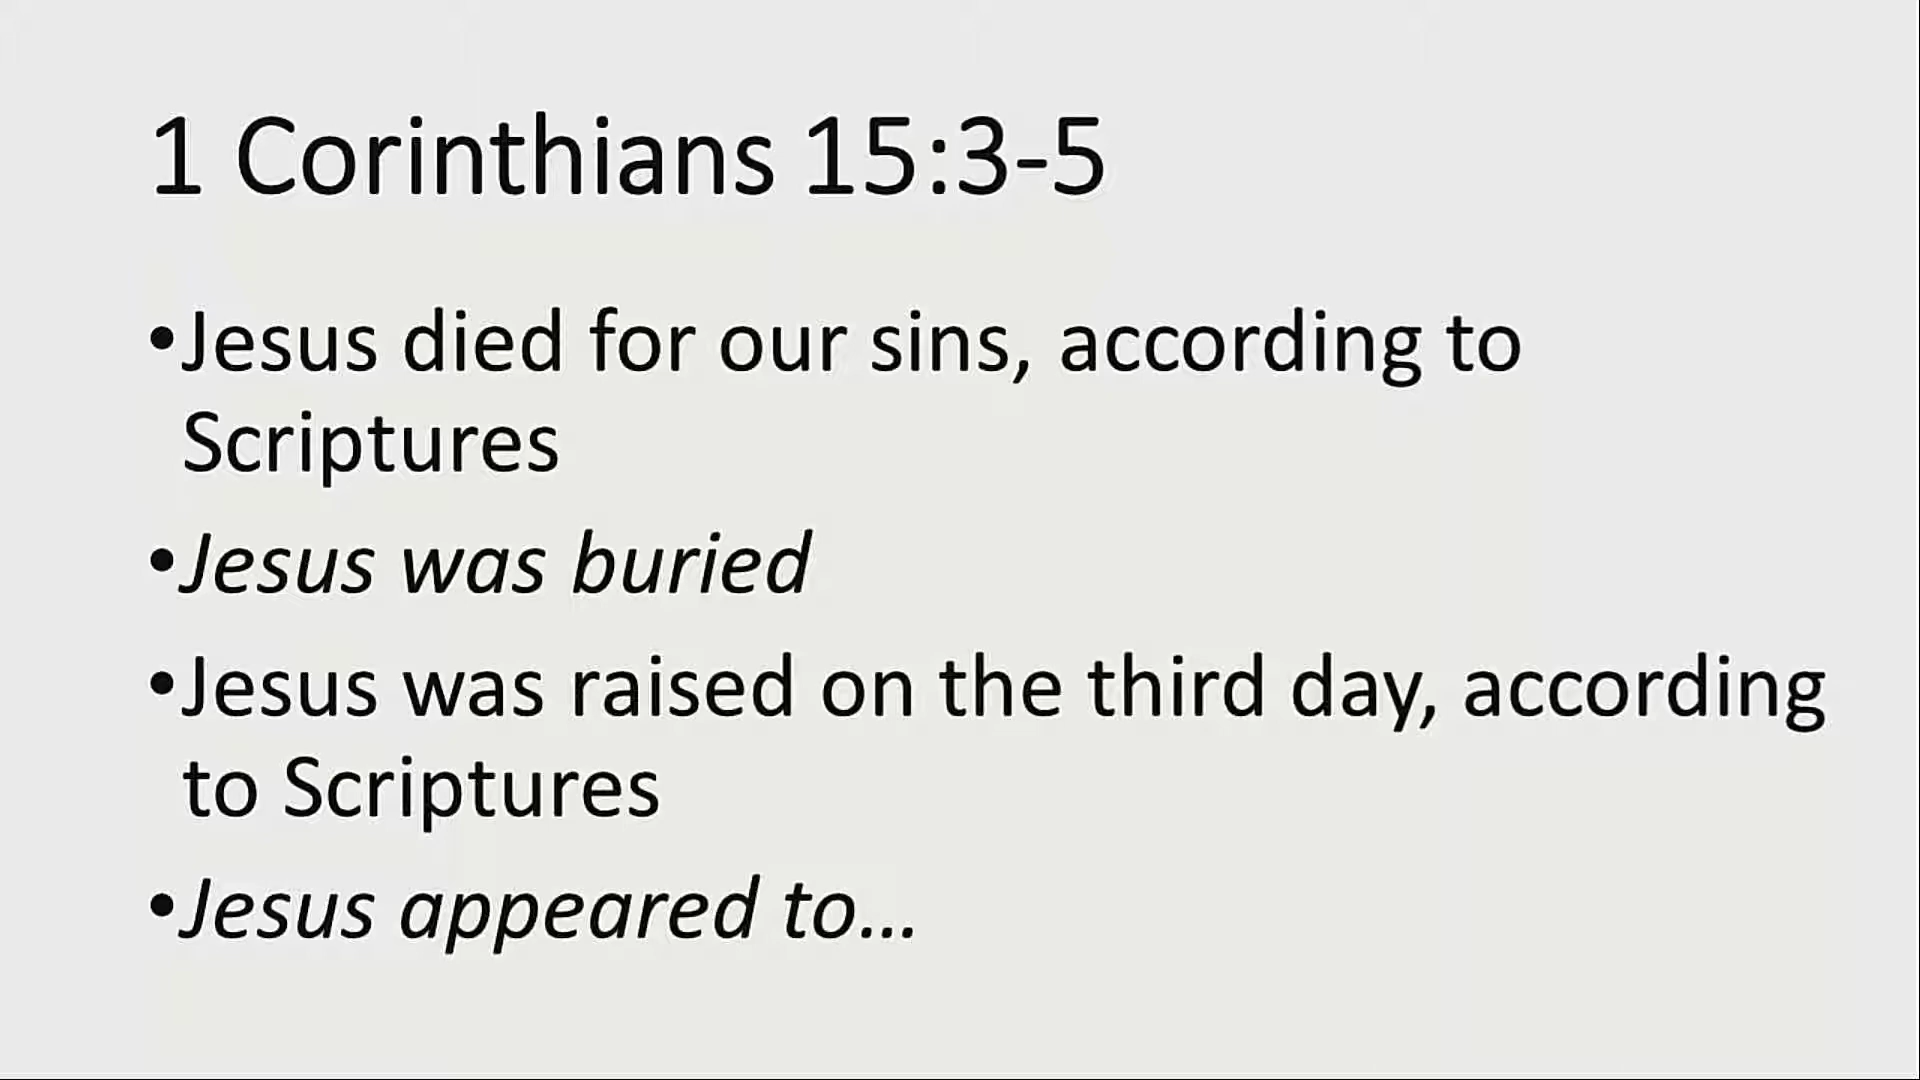 1 Corinthians 15:3-5
•Jesus died for our sins, according to
Scriptures
•Jesus was buried
•Jesus was raised on the third day, according
to Scriptures
•Jesus appeared to...